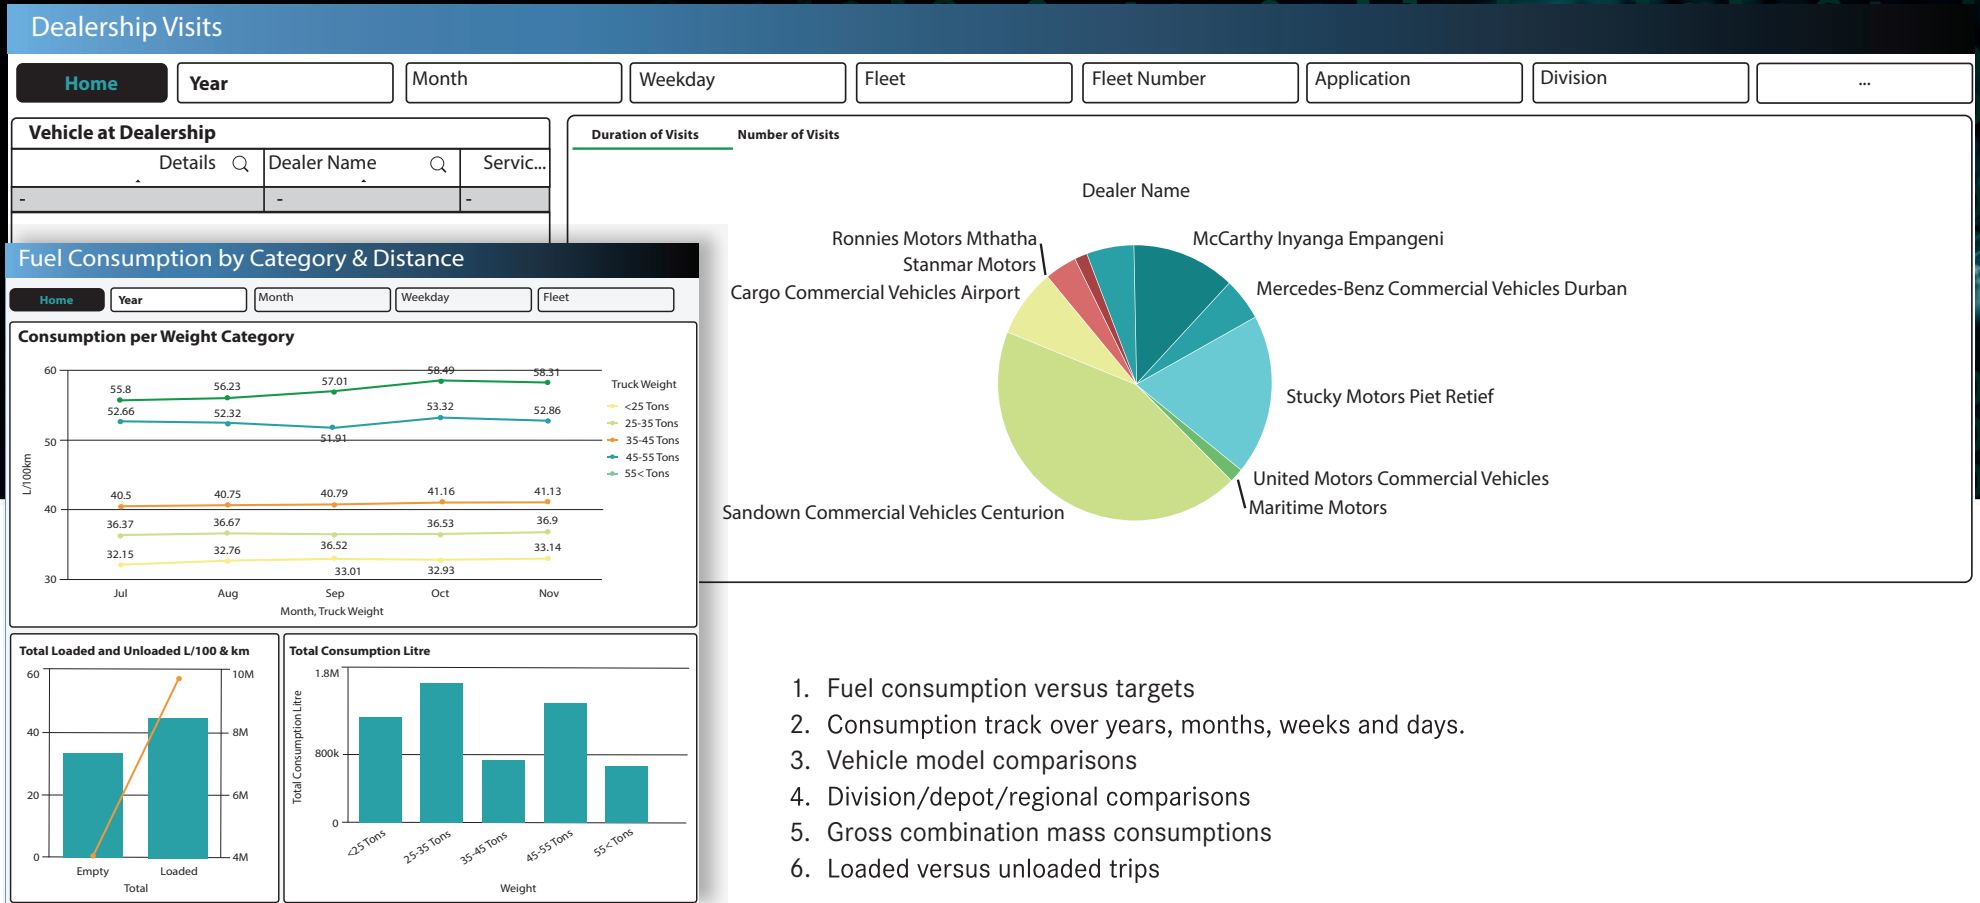 Dealership Visits
Home
Year
Month
Weekday
Fleet
Fleet Number
Application
Division
...
Vehicle at Dealership
Details
Dealer Name
Servic...
-
-
-
Duration of Visits
Number of Visits
Dealer Name
Ronnies Motors Mthatha
McCarthy Inyanga Empangeni
Stanmar Motors
Cargo Commercial Vehicles Airport
Mercedes-Benz Commercial Vehicles Durban
Stucky Motors Piet Retief
United Motors Commercial Vehicles
Maritime Motors
Sandown Commercial Vehicles Centurion
Fuel Consumption by Category & Distance
Home
Year
Month
Weekday
Fleet
Consumption per Weight Category
60
50
40
30
L/100km
55.8
56.23
57.01
58.49
58.31
52.66
52.32
51.91
53.32
52.86
40.5
40.75
40.79
41.16
41.13
36.37
36.67
36.52
36.53
36.9
32.15
32.76
33.01
32.93
33.14
Jul
Aug
Sep
Oct
Nov
Month, Truck Weight
Truck Weight
<25 Tons
25-35 Tons
35-45 Tons
45-55 Tons
55< Tons
Total Loaded and Unloaded L/100 & km
60
40
20
0
10M
8M
6M
4M
Empty
Loaded
Total
Total Consumption Litre
1.8M
800k
0
Total Consumption Litre
<25 Tons
25-35 Tons
35-45 Tons
45-55 Tons
55< Tons
Weight
1. Fuel consumption versus targets
2. Consumption track over years, months, weeks and days.
3. Vehicle model comparisons
4. Division/depot/regional comparisons
5. Gross combination mass consumptions
6. Loaded versus unloaded trips